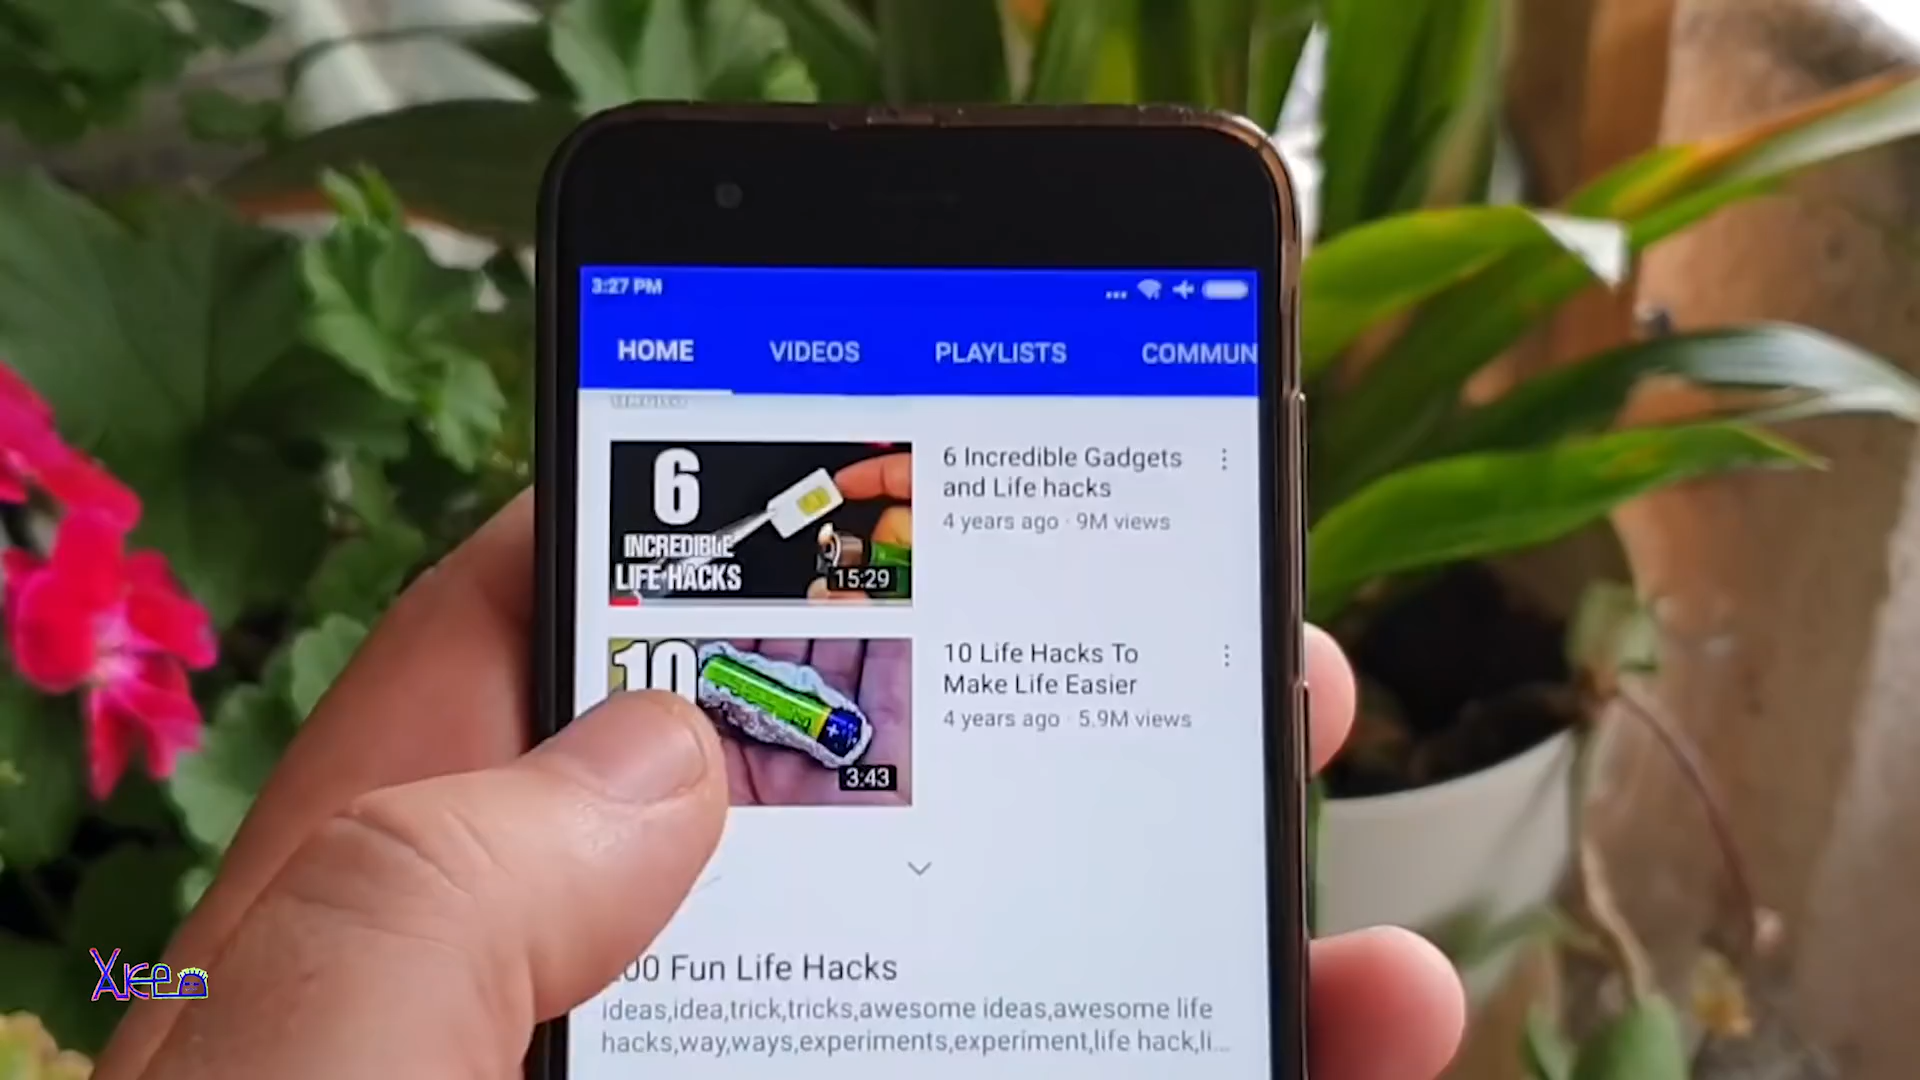 3:27 PM
HOME VIDEOS PLAYLISTS COMMUN
6
INCREDIBLE
LIFE HACKS
15:29
6 Incredible Gadgets
and Life hacks
4 years ago · 9M views
10
3:43
10 Life Hacks To
Make Life Easier
4 years ago · 5.9M views
00 Fun Life Hacks
ideas,idea,trick,tricks,awesome ideas,awesome life
hacks,way,ways,experiments,experiment,life hack,li...